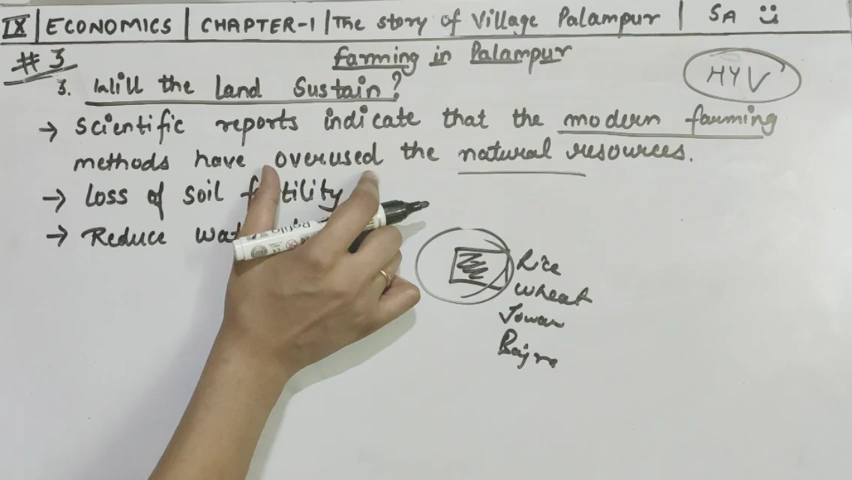 IX | ECONOMICS | CHAPTER-1 | The story of Village Palampur | SA
#3 Farming in Palampur
3. Will the Land Sustain?
HYV
→ Scientific reports indicate that the modern farming
methods have overused the natural resources.
→ Loss of soil fertility
→ Reduce
Rice
Wheat
Jowar
Bajra